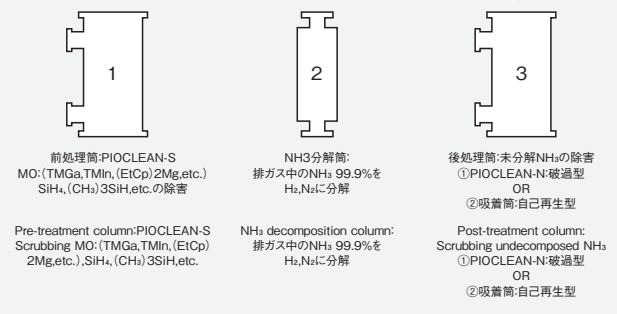 1
2
3
前処理筒:PIOCLEAN-S
MO:(TMGa,TMIn,(EtCp)2Mg,etc.)
SiH₄,(CH₃)3SiH,etc.の除害
NH3分解筒:
排ガス中のNH₃ 99.9%を
H₂,N₂に分解
後処理筒:未分解NH₃の除害
①PIOCLEAN-N:破過型
OR
②吸着筒:自己再生型
Pre-treatment column:PIOCLEAN-S
Scrubbing MO:(TMGa,TMIn,(EtCp)
2Mg,etc.),SiH₄,(CH₃)3SiH,etc.
NH₃ decomposition column:
排ガス中のNH₃ 99.9%を
H₂,N₂に分解
Post-treatment column:
Scrubbing undecomposed NH₃
①PIOCLEAN-N:破過型
OR
②吸着筒:自己再生型